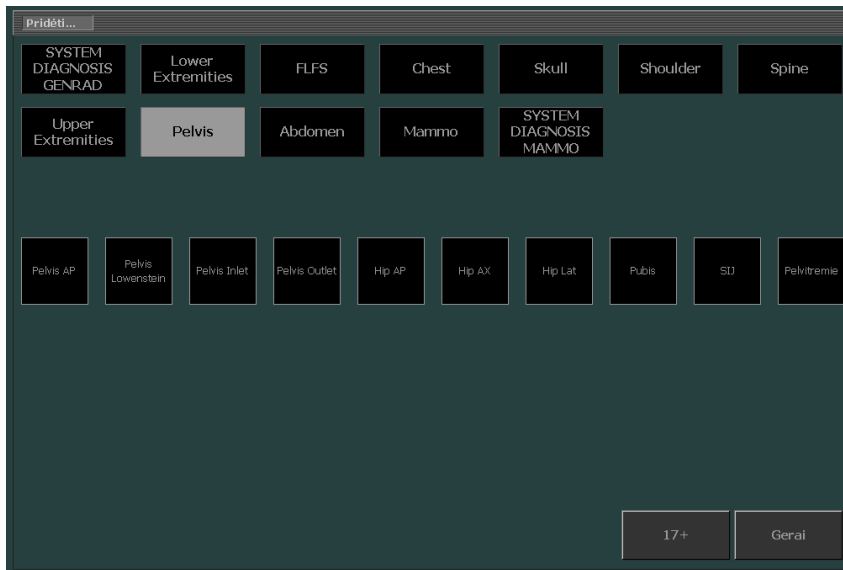 Pridėti...
SYSTEM
DIAGNOSIS
GENRAD
Lower
Extremities
FLFS
Chest
Skull
Shoulder
Spine
Upper
Extremities
Pelvis
Abdomen
Mammo
SYSTEM
DIAGNOSIS
MAMMO
Pelvis AP
Pelvis
Lowenstein
Pelvis Inlet
Pelvis Outlet
Hip AP
Hip AX
Hip Lat
Pubis
SIJ
Pelvitremie
17+
Gerai